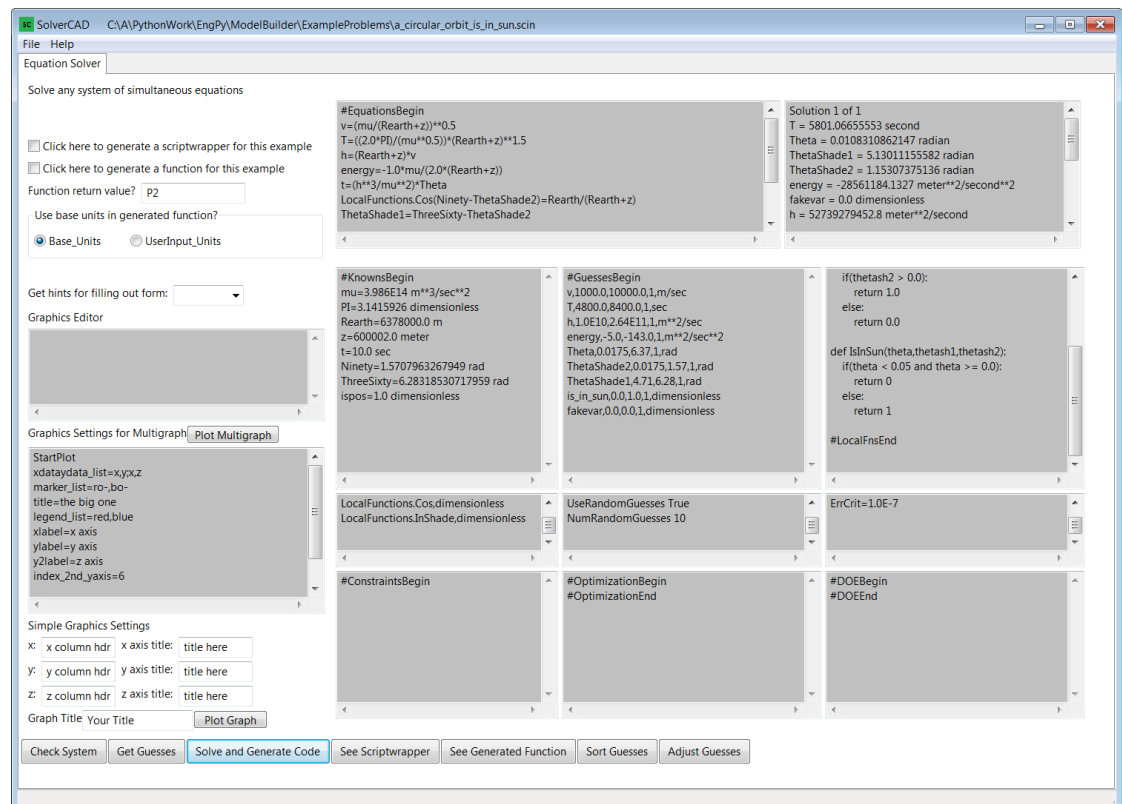 SC SolverCAD C:\A\PythonWork\EngPy\ModelBuilder\ExampleProblems\a_circular_orbit_is_in_sun.scin
File Help
Equation Solver
Solve any system of simultaneous equations
Click here to generate a scriptwrapper for this example
Click here to generate a function for this example
Function return value? P2
Use base units in generated function?
Base_Units UserInput_Units
Get hints for filling out form:
Graphics Editor
Graphics Settings for Multigraph Plot Multigraph
StartPlot
xdataydata_list=x,y;x,z
marker_list=ro-,bo-
title=the big one
legend_list=red,blue
xlabel=x axis
ylabel=y axis
y2label=z axis
index_2nd_yaxis=6
Simple Graphics Settings
x: x column hdr x axis title: title here
y: y column hdr y axis title: title here
z: z column hdr z axis title: title here
Graph Title Your Title Plot Graph
#EquationsBegin
v=(mu/(Rearth+z))**0.5
T=((2.0*PI)/(mu**0.5))*(Rearth+z)**1.5
h=(Rearth+z)*v
energy=-1.0*mu/(2.0*(Rearth+z))
t=(h**3/mu**2)*Theta
LocalFunctions.Cos(Ninety-ThetaShade2)=Rearth/(Rearth+z)
ThetaShade1=ThreeSixty-ThetaShade2
Solution 1 of 1
T = 5801.06655553 second
Theta = 0.0108310862147 radian
ThetaShade1 = 5.13011155582 radian
ThetaShade2 = 1.15307375136 radian
energy = -28561184.1327 meter**2/second**2
fakevar = 0.0 dimensionless
h = 52739279452.8 meter**2/second
#KnownsBegin
mu=3.986E14 m**3/sec**2
PI=3.1415926 dimensionless
Rearth=6378000.0 m
z=600002.0 meter
t=10.0 sec
Ninety=1.5707963267949 rad
ThreeSixty=6.28318530717959 rad
ispos=1.0 dimensionless
#GuessesBegin
v,1000.0,10000.0,1,m/sec
T,4800.0,8400.0,1,sec
h,1.0E10,2.64E11,1,m**2/sec
energy,-5.0,-143.0,1,m**2/sec**2
Theta,0.0175,6.37,1,rad
ThetaShade2,0.0175,1.57,1,rad
ThetaShade1,4.71,6.28,1,rad
is_in_sun,0.0,1.0,1,dimensionless
fakevar,0.0,0.0,1,dimensionless
if(thetash2 > 0.0):
return 1.0
else:
return 0.0
def IsInSun(theta,thetash1,thetash2):
if(theta < 0.05 and theta >= 0.0):
return 0
else:
return 1
#LocalFnsEnd
LocalFunctions.Cos,dimensionless
LocalFunctions.InShade,dimensionless
UseRandomGuesses True
NumRandomGuesses 10
ErrCrit=1.0E-7
#ConstraintsBegin
#OptimizationBegin
#OptimizationEnd
#DOEBegin
#DOEEnd
Check System Get Guesses Solve and Generate Code See Scriptwrapper See Generated Function Sort Guesses Adjust Guesses